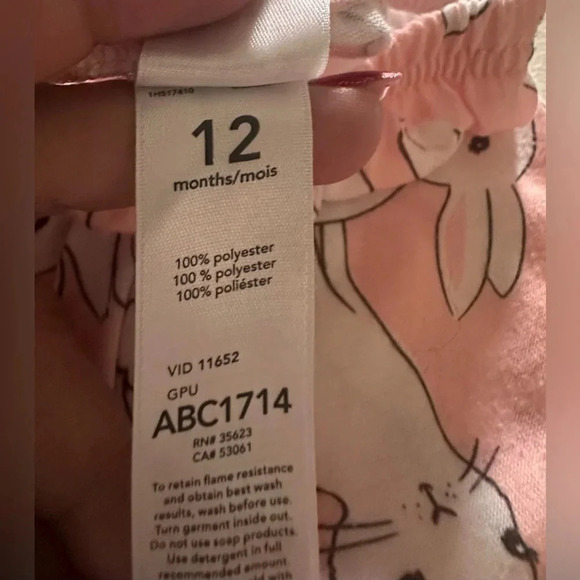 12
months/mois
100% polyester
100 % polyester
100% poliéster
VID 11652
GPU
ABC1714
RN# 35623
CA# 53061
To retain flame resistance
and obtain best wash
results, wash before use.
Turn garment inside out.
Do not use soap products.
Use detergent in full
recommended amount.